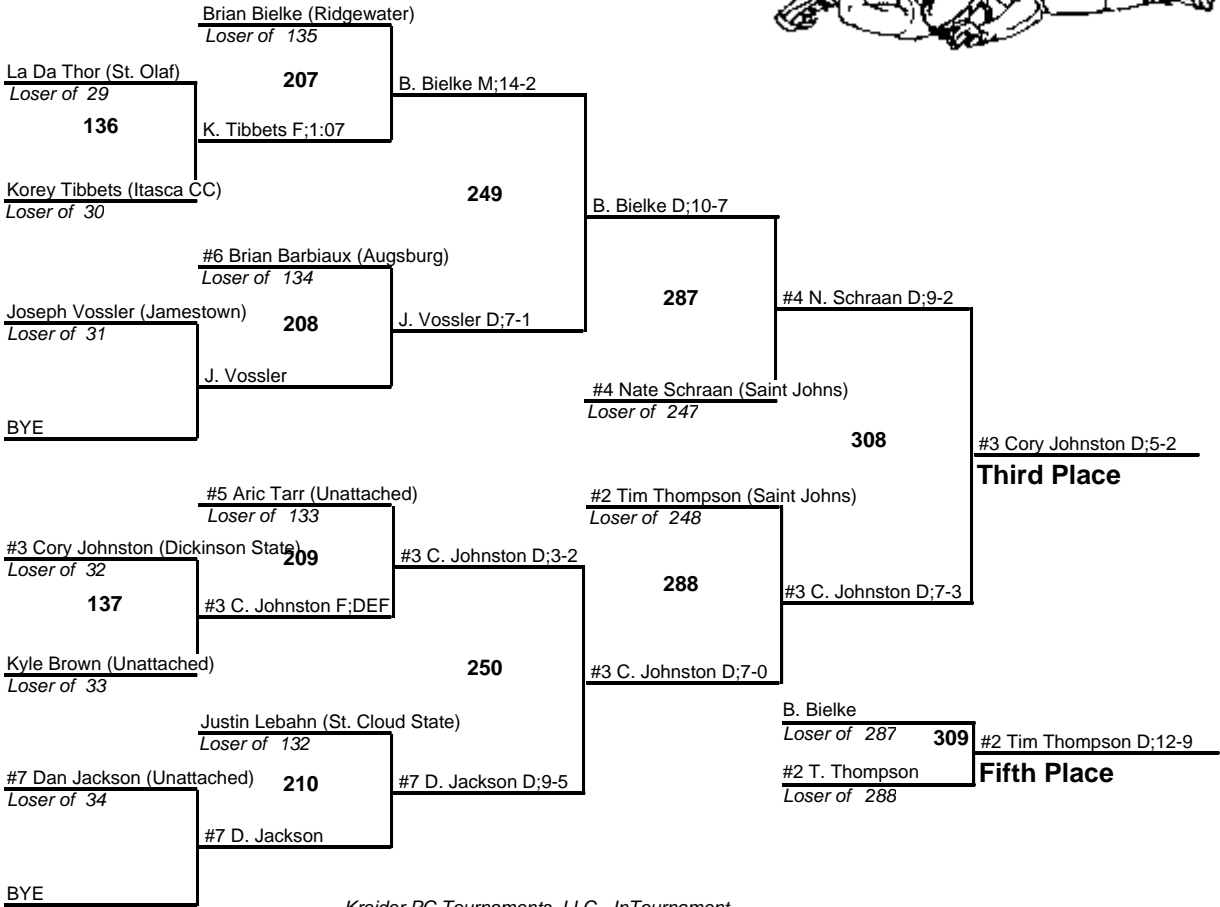 Brian Bielke (Ridgewater)
Loser of 135
La Da Thor (St. Olaf)
Loser of 29
207
B. Bielke M;14-2
136
K. Tibbets F;1:07
Korey Tibbets (Itasca CC)
Loser of 30
249
B. Bielke D;10-7
#6 Brian Barbiaux (Augsburg)
Loser of 134
Joseph Vossler (Jamestown)
Loser of 31
208
J. Vossler D;7-1
287
#4 N. Schraan D;9-2
J. Vossler
#4 Nate Schraan (Saint Johns)
Loser of 247
BYE
308
#3 Cory Johnston D;5-2
Third Place
#5 Aric Tarr (Unattached)
Loser of 133
#2 Tim Thompson (Saint Johns)
Loser of 248
#3 Cory Johnston (Dickinson State)
Loser of 32
209
#3 C. Johnston D;3-2
137
#3 C. Johnston F;DEF
288
#3 C. Johnston D;7-3
Kyle Brown (Unattached)
Loser of 33
250
#3 C. Johnston D;7-0
Justin Lebahn (St. Cloud State)
Loser of 132
B. Bielke
Loser of 287
309
#2 Tim Thompson D;12-9
Fifth Place
#7 Dan Jackson (Unattached)
Loser of 34
210
#7 D. Jackson D;9-5
#2 T. Thompson
Loser of 288
#7 D. Jackson
BYE
Kreider PC Tournaments, LLC - InTournament